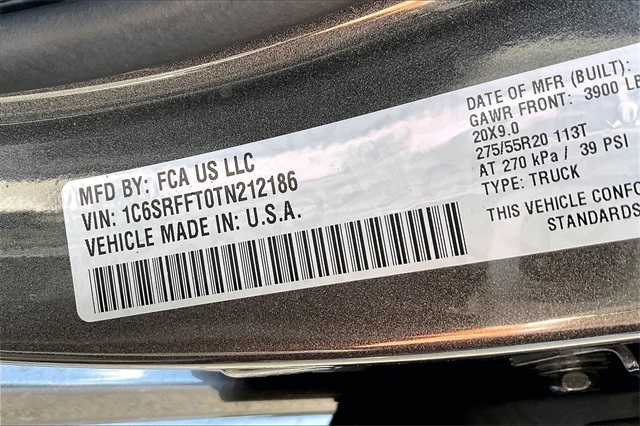 MFD BY: FCA US LLC
VIN: 1C6SRFFT0TN212186
VEHICLE MADE IN: U.S.A.
DATE OF MFR (BUILT):
GAWR FRONT: 3900 LB
20X9.0
275/55R20 113T
AT 270 kPa / 39 PSI
TYPE: TRUCK
THIS VEHICLE CONF
STANDARDS